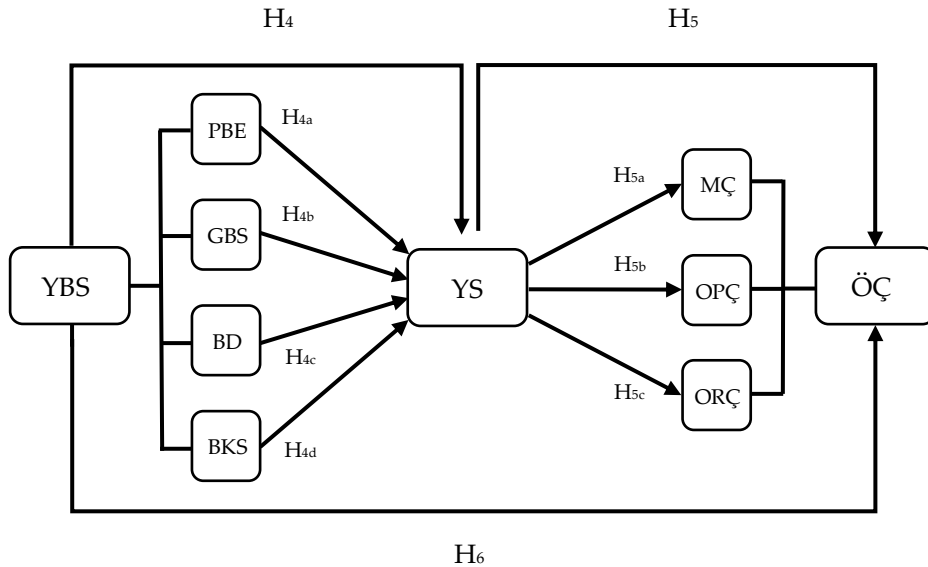 H4
H5
PBE
H4a
GBS
H4b
YBS
BD
H4c
BKS
H4d
YS
H5a
MÇ
H5b
OPÇ
H5c
ORÇ
ÖÇ
H6